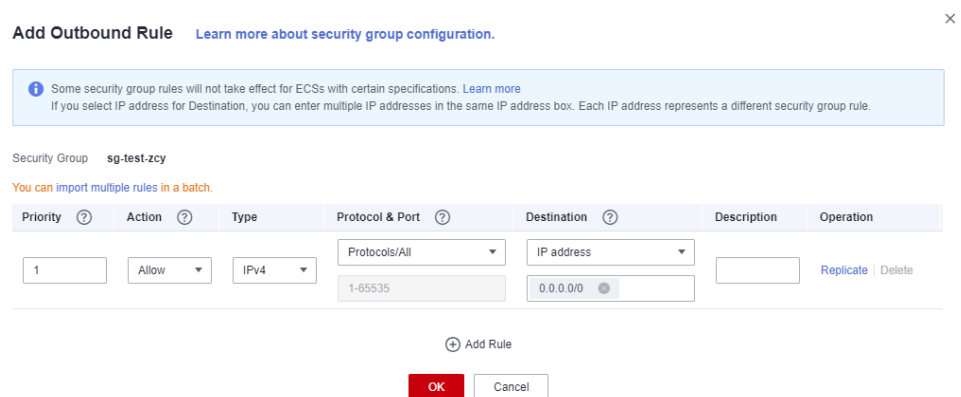 ×
Add Outbound Rule Learn more about security group configuration.
Some security group rules will not take effect for ECSs with certain specifications. Learn more
If you select IP address for Destination, you can enter multiple IP addresses in the same IP address box. Each IP address represents a different security group rule.
Security Group sg-test-zcy
You can import multiple rules in a batch.
Priority ? Action ? Type Protocol & Port ? Destination ? Description Operation
Protocols/All IP address
1 Allow IPv4 Replicate Delete
1-65535 0.0.0.0/0
Add Rule
OK Cancel